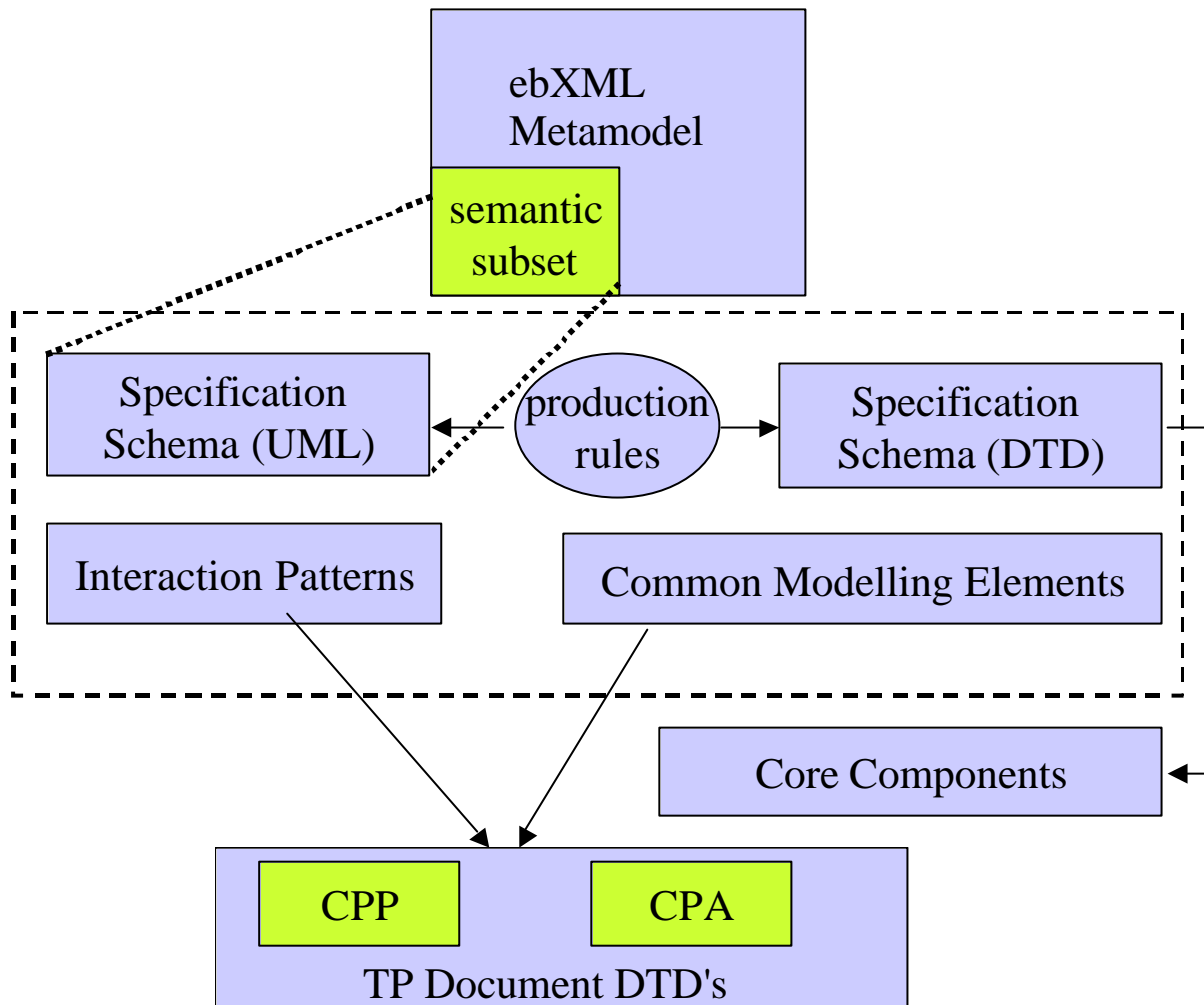 ebXML
Metamodel
semantic
subset
Specification
Schema (UML)
production
rules
Specification
Schema (DTD)
Interaction Patterns
Common Modelling Elements
Core Components
CPP
CPA
TP Document DTD's